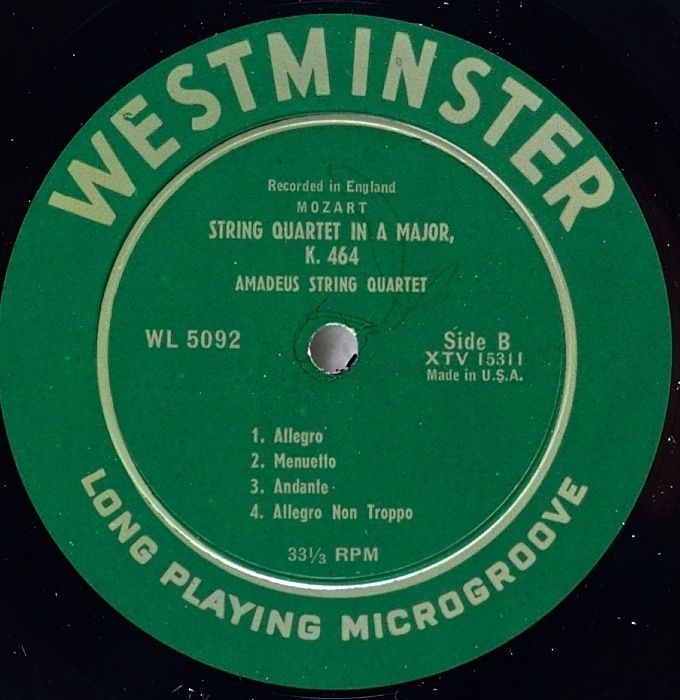 WESTMINSTER
Recorded in England
MOZART
STRING QUARTET IN A MAJOR,
K. 464
AMADEUS STRING QUARTET
WL 5092
Side B
XTV 15311
Made in U.S.A.
1. Allegro
2. Menuetto
3. Andante
4. Allegro Non Troppo
33⅓ RPM
LONG PLAYING MICROGROOVE